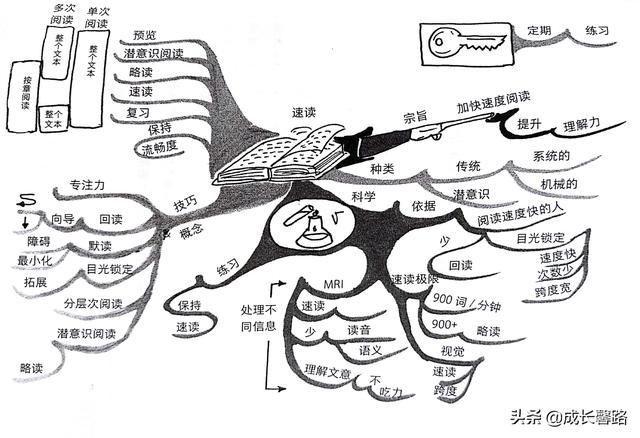 多次
阅读
单次
阅读
整个文本
整个文本
按章阅读
整个
文本
预览
潜意识阅读
略读
速读
复习
保持
流畅度
定期
练习
速读
宗旨
加快速度阅读
提升
理解力
种类
传统
系统的
机械的
潜意识
科学
依据
阅读速度快的人
少
目光锁定
回读
速度快
次数少
跨度宽
速读极限
900 词/分钟
900+
略读
视觉
速读
跨度
MRI
处理不
同信息
速读
少
读音
语义
理解文意
不
吃力
技巧
概念
专注力
向导
回读
障碍
默读
最小化
目光锁定
拓展
分层次阅读
潜意识阅读
略读
练习
保持
速读
头条 @成长馨路